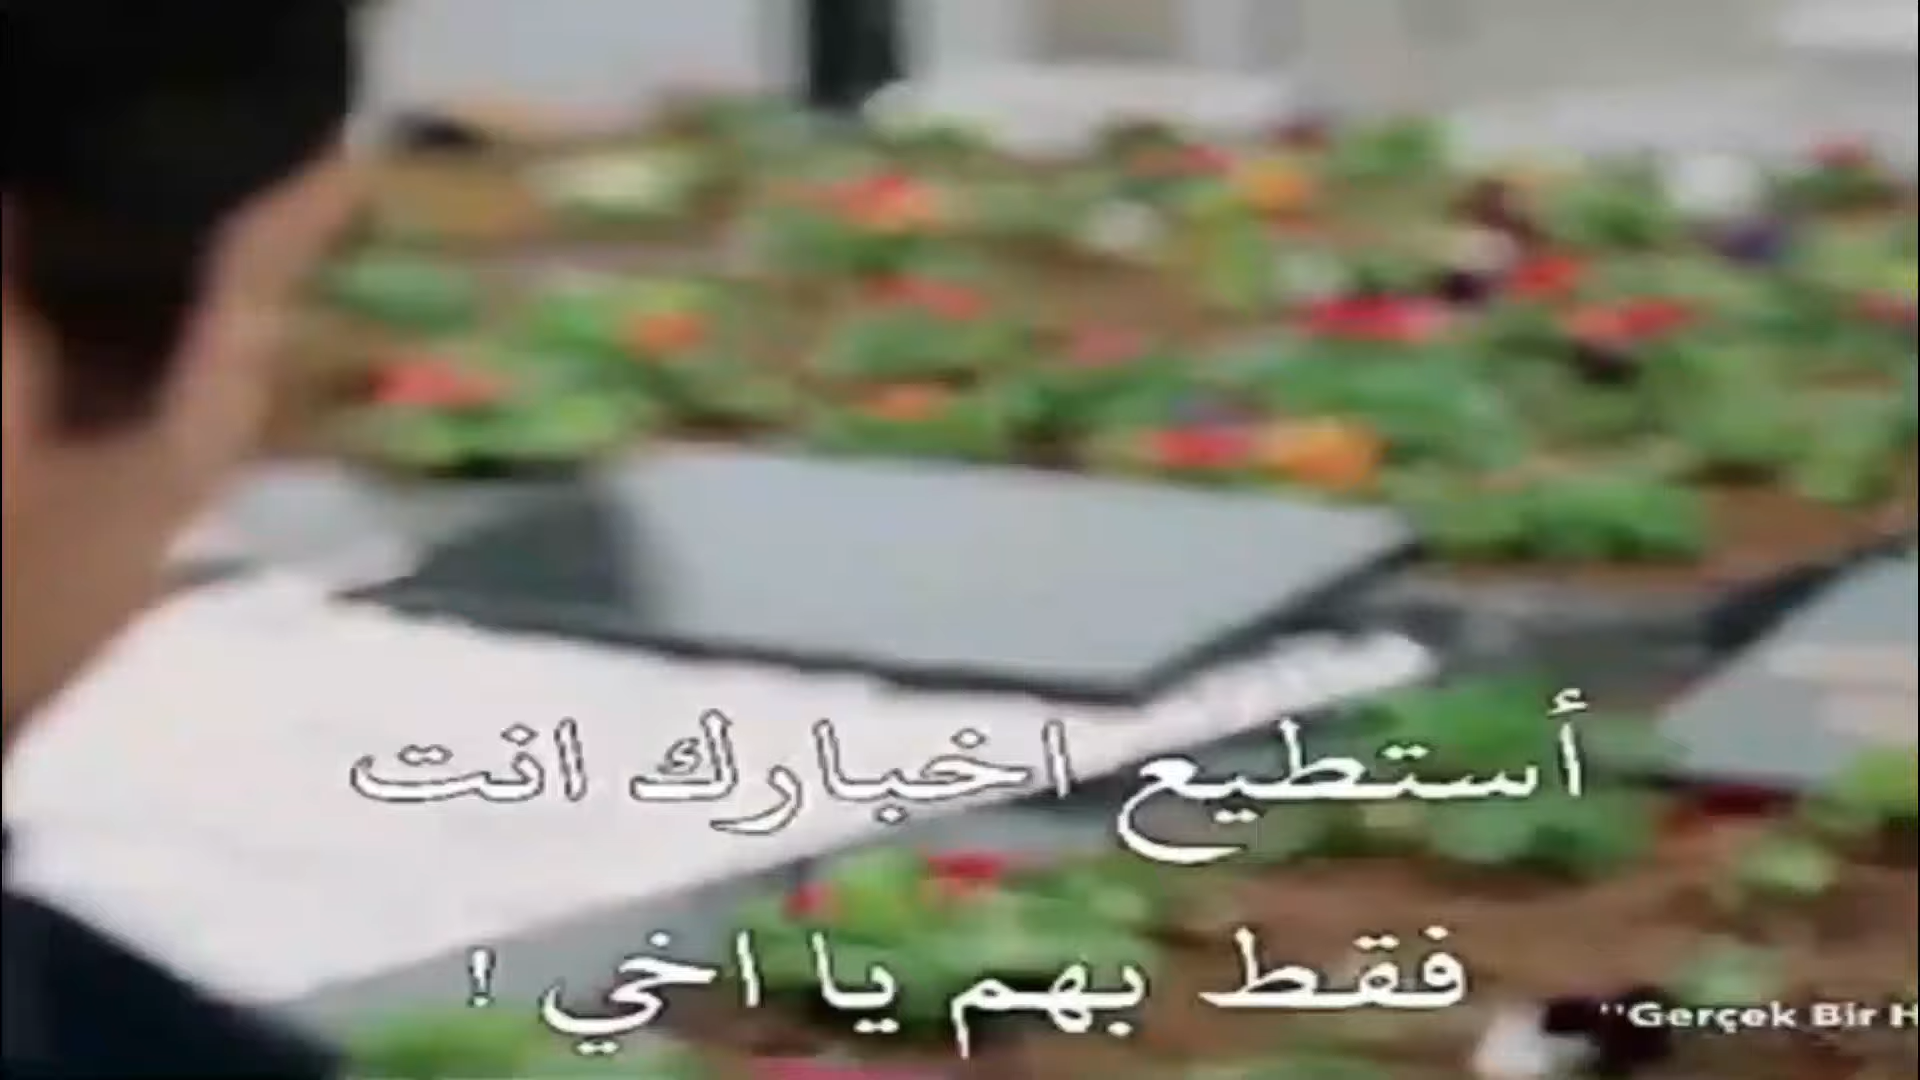 أستطيع اخبارك انت
فقط بهم يا اخي !
"Gerçek Bir H